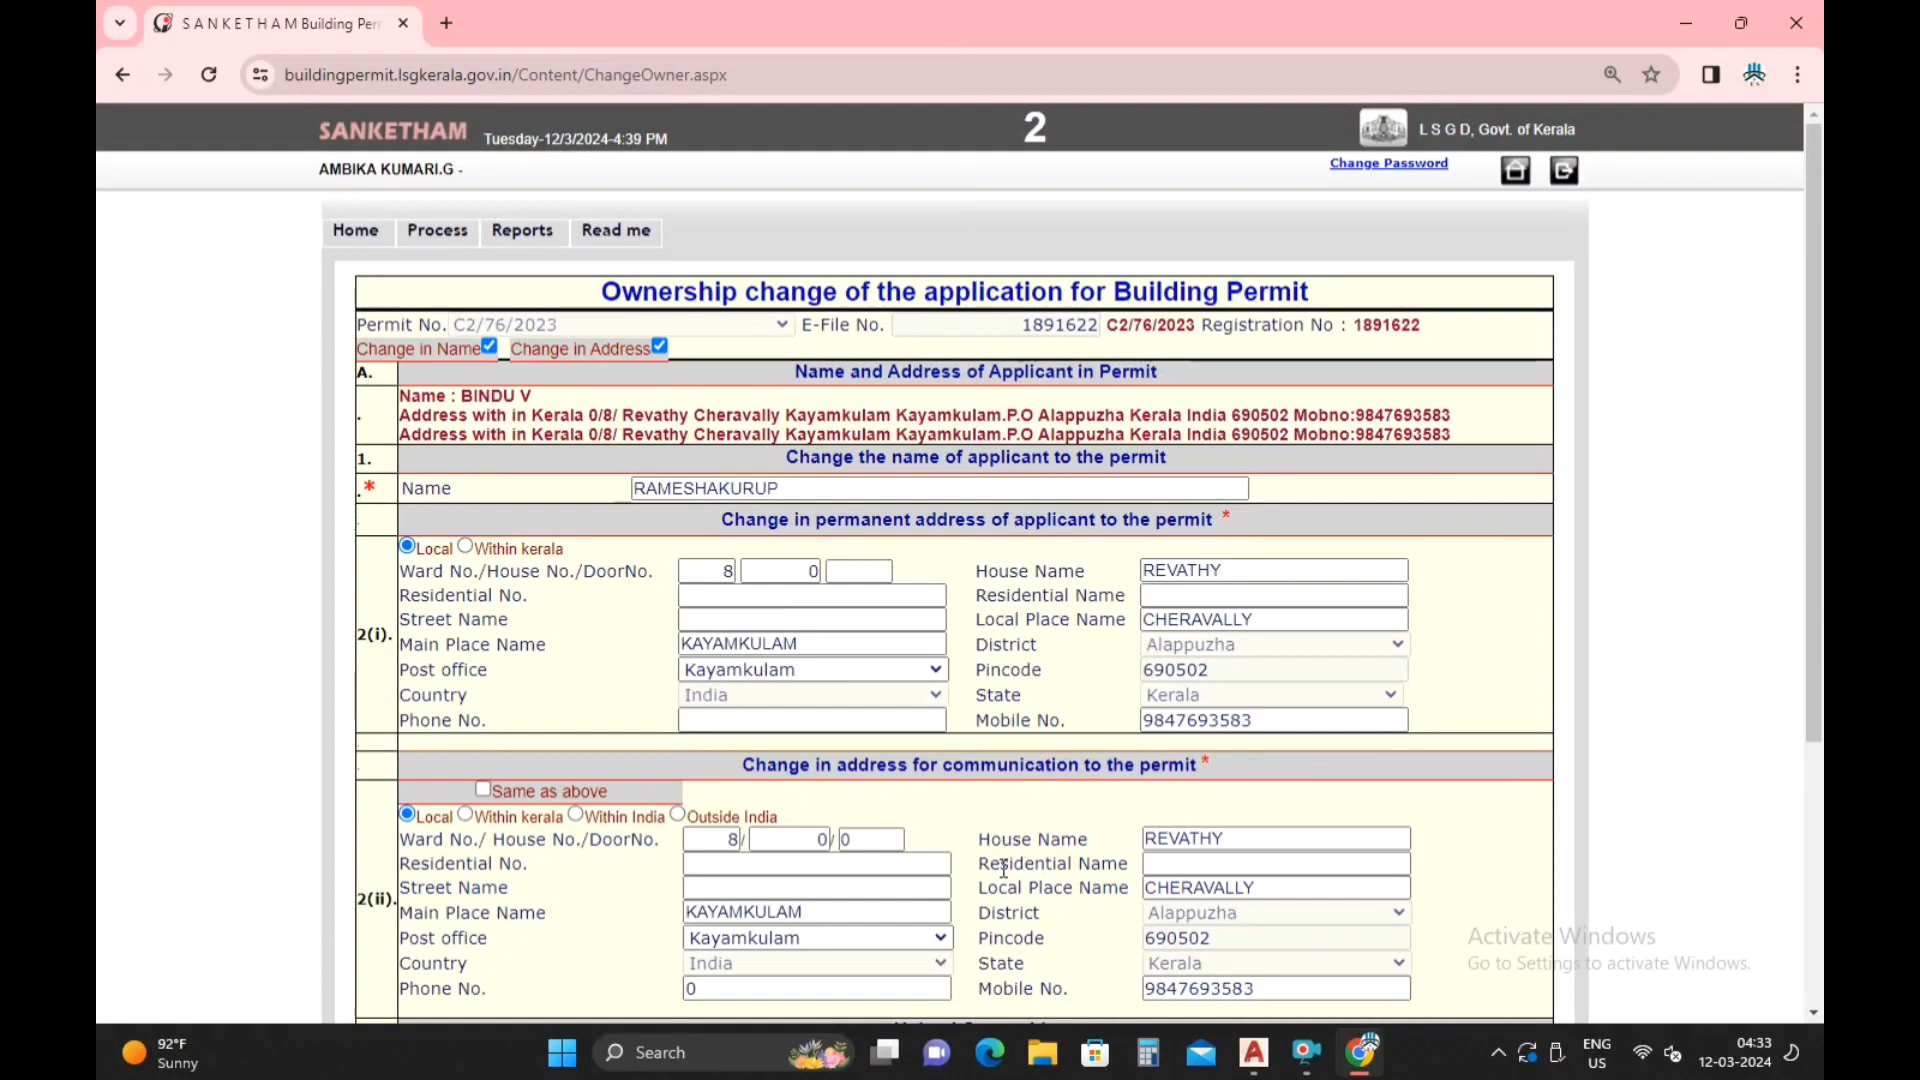 S A N K E T H A M Building Per
buildingpermit.lsgkerala.gov.in/Content/ChangeOwner.aspx
SANKETHAM Tuesday-12/3/2024-4:39 PM 2 L S G D, Govt. of Kerala
AMBIKA KUMARI.G - Change Password
Home Process Reports Read me
Ownership change of the application for Building Permit
Permit No. C2/76/2023 E-File No. 1891622 C2/76/2023 Registration No : 1891622
Change in Name Change in Address
A. Name and Address of Applicant in Permit
Name : BINDU V
. Address with in Kerala 0/8/ Revathy Cheravally Kayamkulam Kayamkulam.P.O Alappuzha Kerala India 690502 Mobno:9847693583
Address with in Kerala 0/8/ Revathy Cheravally Kayamkulam Kayamkulam.P.O Alappuzha Kerala India 690502 Mobno:9847693583
1. Change the name of applicant to the permit
.* Name RAMESHAKURUP
. Change in permanent address of applicant to the permit *
Local Within kerala
Ward No./House No./DoorNo. 8 0 House Name REVATHY
Residential No. Residential Name
Street Name Local Place Name CHERAVALLY
2(i). Main Place Name KAYAMKULAM District Alappuzha
Post office Kayamkulam Pincode 690502
Country India State Kerala
Phone No. Mobile No. 9847693583
. Change in address for communication to the permit *
Same as above
Local Within kerala Within India Outside India
Ward No./ House No./DoorNo. 8/ 0/ 0 House Name REVATHY
Residential No. Residential Name
Street Name Local Place Name CHERAVALLY
2(ii). Main Place Name KAYAMKULAM District Alappuzha
Post office Kayamkulam Pincode 690502
Country India State Kerala
Phone No. 0 Mobile No. 9847693583
Activate Windows
Go to Settings to activate Windows.
92°F
Sunny
Search
ENG
US
04:33
12-03-2024